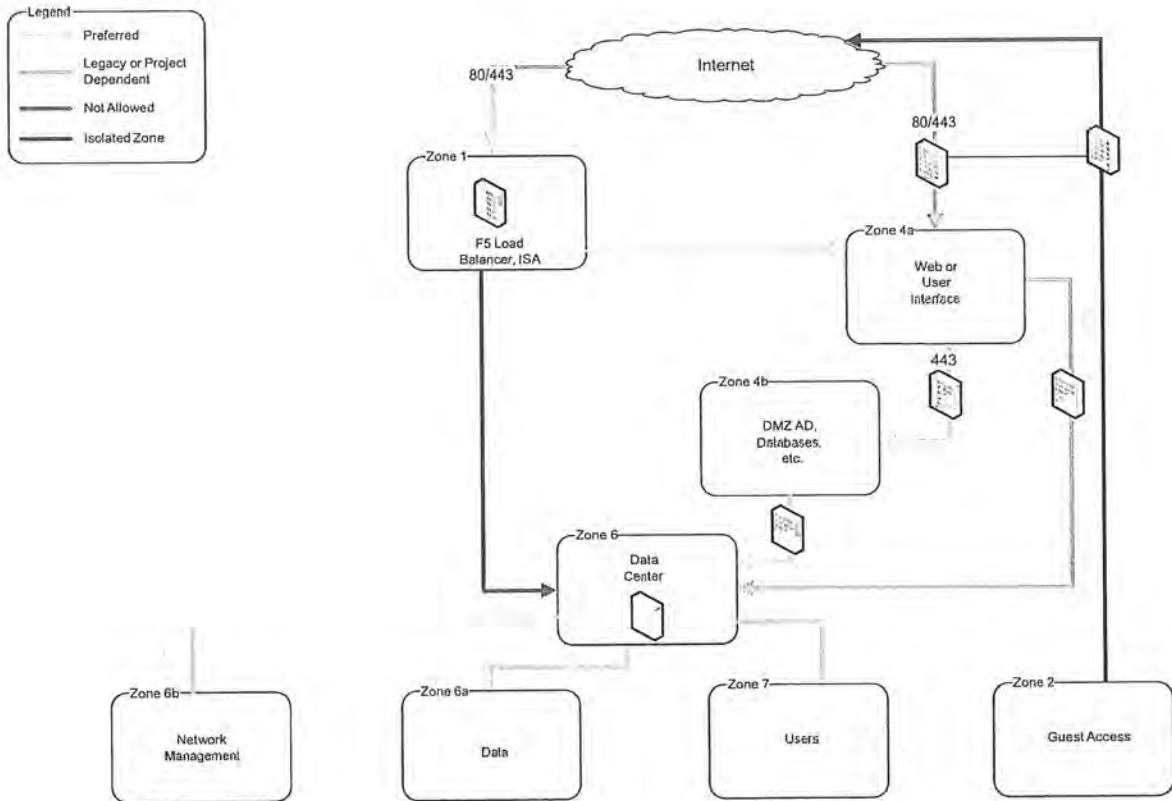 Legend
Preferred
Legacy or Project
Dependent
Not Allowed
Isolated Zone
Internet
80/443
80/443
Zone 1
F5 Load
Balancer, ISA
Zone 4a
Web or
User
Interface
443
Zone 4b
DMZ AD,
Databases,
etc.
Zone 6
Data
Center
Zone 6b
Network
Management
Zone 6a
Data
Zone 7
Users
Zone 2
Guest Access